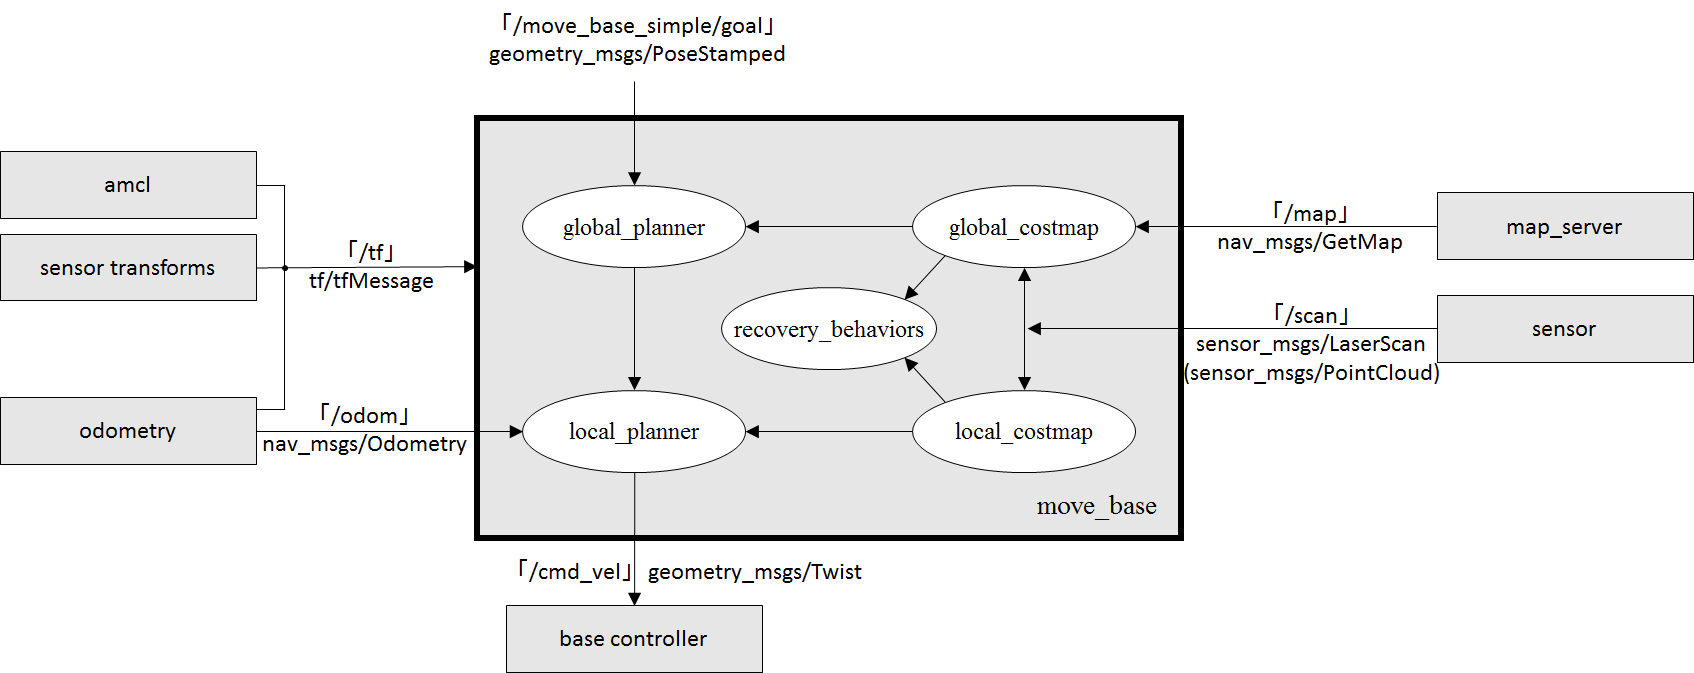 「/move_base_simple/goal」
geometry_msgs/PoseStamped
amcl
sensor transforms
「/tf」
tf/tfMessage
odometry
「/odom」
nav_msgs/Odometry
global_planner
global_costmap
recovery_behaviors
local_planner
local_costmap
move_base
「/map」
nav_msgs/GetMap
map_server
「/scan」
sensor_msgs/LaserScan
(sensor_msgs/PointCloud)
sensor
「/cmd_vel」 geometry_msgs/Twist
base controller